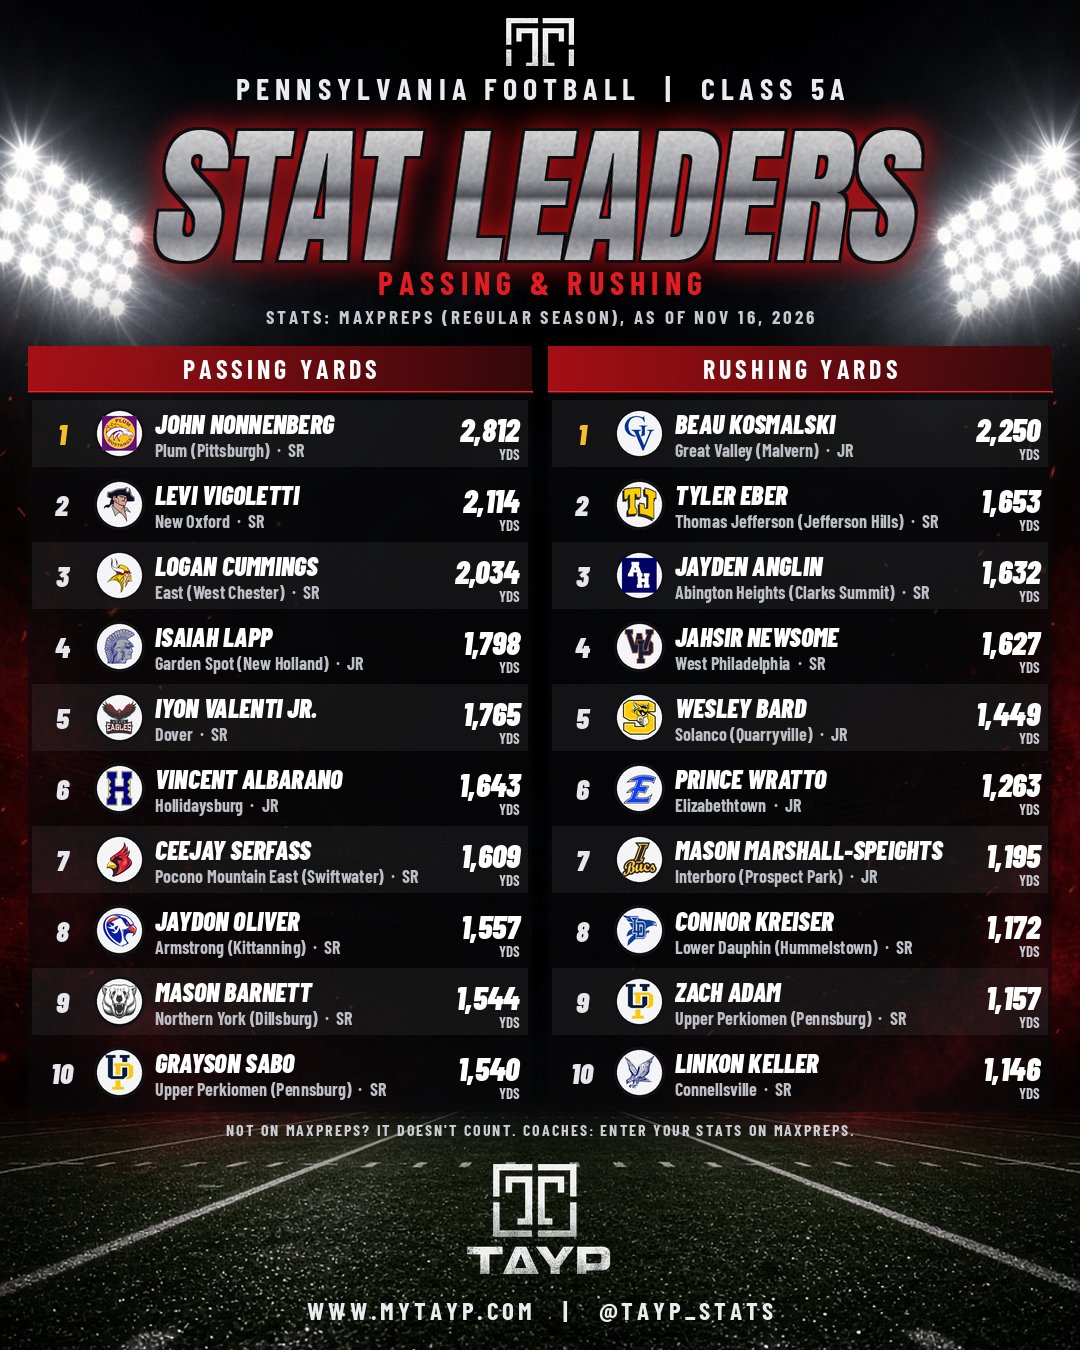 PENNSYLVANIA FOOTBALL | CLASS 5A
STAT LEADERS
PASSING & RUSHING
STATS: MAXPREPS (REGULAR SEASON), AS OF NOV 16, 2026
PASSING YARDS
1 JOHN NONNENBERG 2,812
Plum (Pittsburgh) · SR YDS
2 LEVI VIGOLETTI 2,114
New Oxford · SR YDS
3 LOGAN CUMMINGS 2,034
East (West Chester) · SR YDS
4 ISAIAH LAPP 1,798
Garden Spot (New Holland) · JR YDS
5 IYON VALENTI JR. 1,765
Dover · SR YDS
6 VINCENT ALBARANO 1,643
Hollidaysburg · JR YDS
7 CEEJAY SERFASS 1,609
Pocono Mountain East (Swiftwater) · SR YDS
8 JAYDON OLIVER 1,557
Armstrong (Kittanning) · SR YDS
9 MASON BARNETT 1,544
Northern York (Dillsburg) · SR YDS
10 GRAYSON SABO 1,540
Upper Perkiomen (Pennsburg) · SR YDS
RUSHING YARDS
1 BEAU KOSMALSKI 2,250
Great Valley (Malvern) · JR YDS
2 TYLER EBER 1,653
Thomas Jefferson (Jefferson Hills) · SR YDS
3 JAYDEN ANGLIN 1,632
Abington Heights (Clarks Summit) · SR YDS
4 JAHSIR NEWSOME 1,627
West Philadelphia · SR YDS
5 WESLEY BARD 1,449
Solanco (Quarryville) · JR YDS
6 PRINCE WRATTO 1,263
Elizabethtown · JR YDS
7 MASON MARSHALL-SPEIGHTS 1,195
Interboro (Prospect Park) · JR YDS
8 CONNOR KREISER 1,172
Lower Dauphin (Hummelstown) · SR YDS
9 ZACH ADAM 1,157
Upper Perkiomen (Pennsburg) · SR YDS
10 LINKON KELLER 1,146
Connellsville · SR YDS
NOT ON MAXPREPS? IT DOESN'T COUNT. COACHES: ENTER YOUR STATS ON MAXPREPS.
TAYP
WWW.MYTAYP.COM | @TAYP_STATS